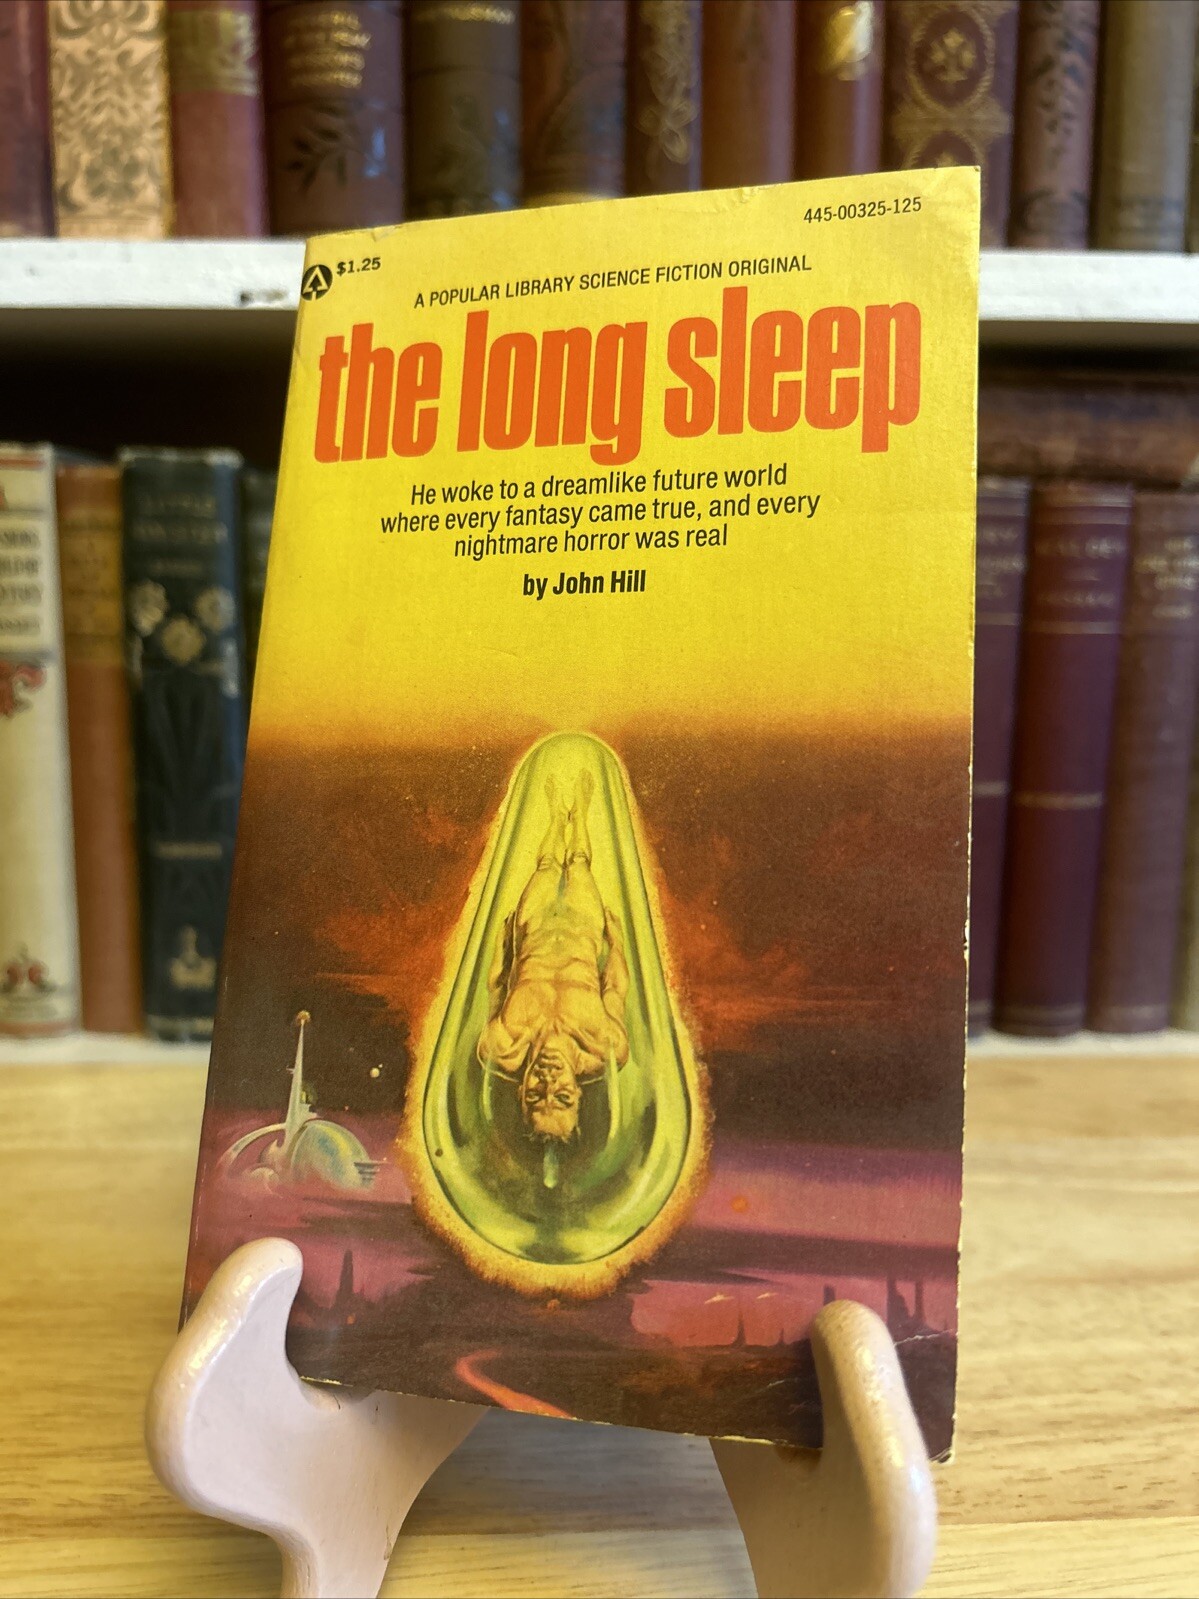 445-00325-125
$1.25
A POPULAR LIBRARY SCIENCE FICTION ORIGINAL
the long sleep
He woke to a dreamlike future world
where every fantasy came true, and every
nightmare horror was real
by John Hill